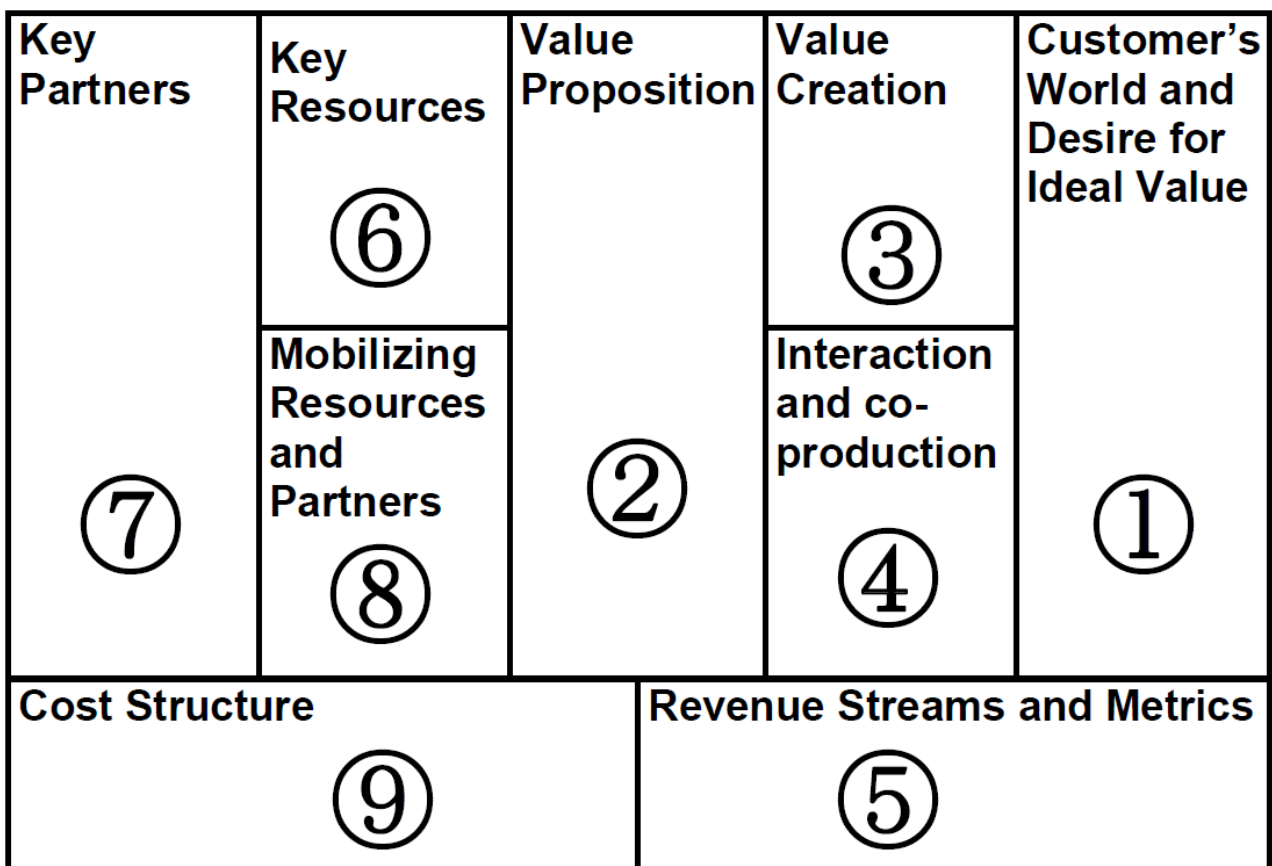 Key
Partners
⑦
Key
Resources
⑥
Mobilizing
Resources
and
Partners
⑧
Value
Proposition
②
Value
Creation
③
Interaction
and co-
production
④
Customer’s
World and
Desire for
Ideal Value
①
Cost Structure
⑨
Revenue Streams and Metrics
⑤